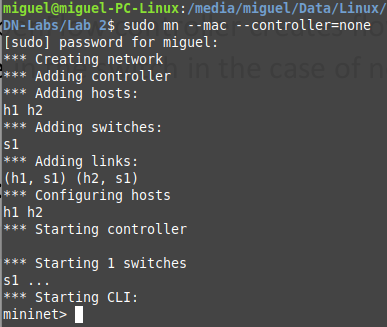 miguel@miguel-PC-Linux:/media/miguel/Data/Linux/
DN-Labs/Lab 2$ sudo mn --mac --controller=none
[sudo] password for miguel:
*** Creating network
*** Adding controller
*** Adding hosts:
h1 h2
*** Adding switches:
s1
*** Adding links:
(h1, s1) (h2, s1)
*** Configuring hosts
h1 h2
*** Starting controller

*** Starting 1 switches
s1 ...
*** Starting CLI:
mininet>